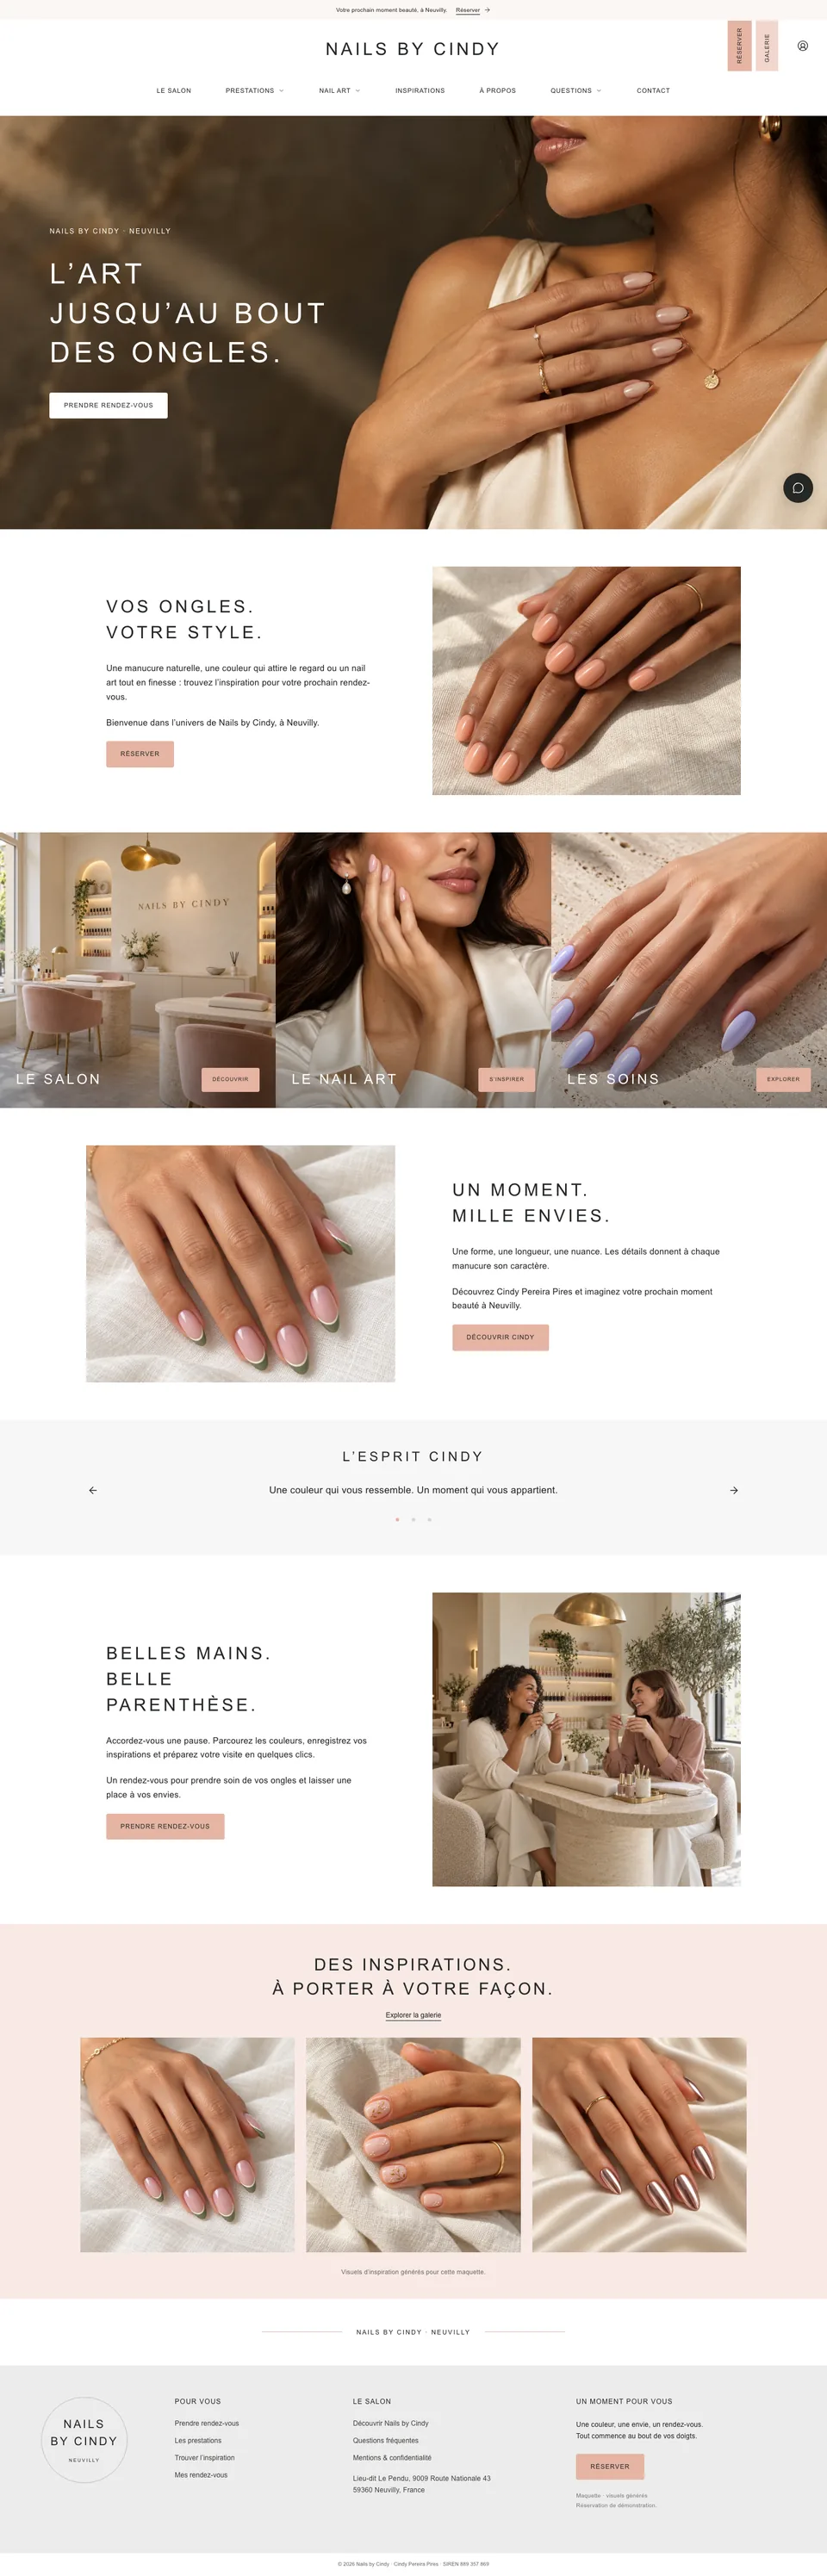 Votre prochain moment beauté, à Neuvilly. Réserver →
NAILS BY CINDY
RÉSERVER
GALERIE
LE SALON PRESTATIONS NAIL ART INSPIRATIONS À PROPOS QUESTIONS CONTACT
NAILS BY CINDY · NEUVILLY
L’ART
JUSQU’AU BOUT
DES ONGLES.
PRENDRE RENDEZ-VOUS
VOS ONGLES.
VOTRE STYLE.
Une manucure naturelle, une couleur qui attire le regard ou un nail
art tout en finesse : trouvez l’inspiration pour votre prochain rendez-
vous.
Bienvenue dans l’univers de Nails by Cindy, à Neuvilly.
RÉSERVER
NAILS BY CINDY
LE SALON
DÉCOUVRIR
LE NAIL ART
S’INSPIRER
LES SOINS
EXPLORER
UN MOMENT.
MILLE ENVIES.
Une forme, une longueur, une nuance. Les détails donnent à chaque
manucure son caractère.
Découvrez Cindy Pereira Pires et imaginez votre prochain moment
beauté à Neuvilly.
DÉCOUVRIR CINDY
L’ESPRIT CINDY
← Une couleur qui vous ressemble. Un moment qui vous appartient. →
BELLES MAINS.
BELLE
PARENTHÈSE.
Accordez-vous une pause. Parcourez les couleurs, enregistrez vos
inspirations et préparez votre visite en quelques clics.
Un rendez-vous pour prendre soin de vos ongles et laisser une
place à vos envies.
PRENDRE RENDEZ-VOUS
DES INSPIRATIONS.
À PORTER À VOTRE FAÇON.
Explorer la galerie
Visuels d’inspiration générés pour cette maquette.
NAILS BY CINDY · NEUVILLY
NAILS
BY CINDY
NEUVILLY
POUR VOUS
Prendre rendez-vous
Les prestations
Trouver l’inspiration
Mes rendez-vous
LE SALON
Découvrir Nails by Cindy
Questions fréquentes
Mentions & confidentialité
Lieu-dit Le Pendu, 9009 Route Nationale 43
59360 Neuvilly, France
UN MOMENT POUR VOUS
Une couleur, une envie, un rendez-vous.
Tout commence au bout de vos doigts.
RÉSERVER
Maquette · visuels générés
Réservation de démonstration.
© 2026 Nails by Cindy · Cindy Pereira Pires · SIREN 889 357 869